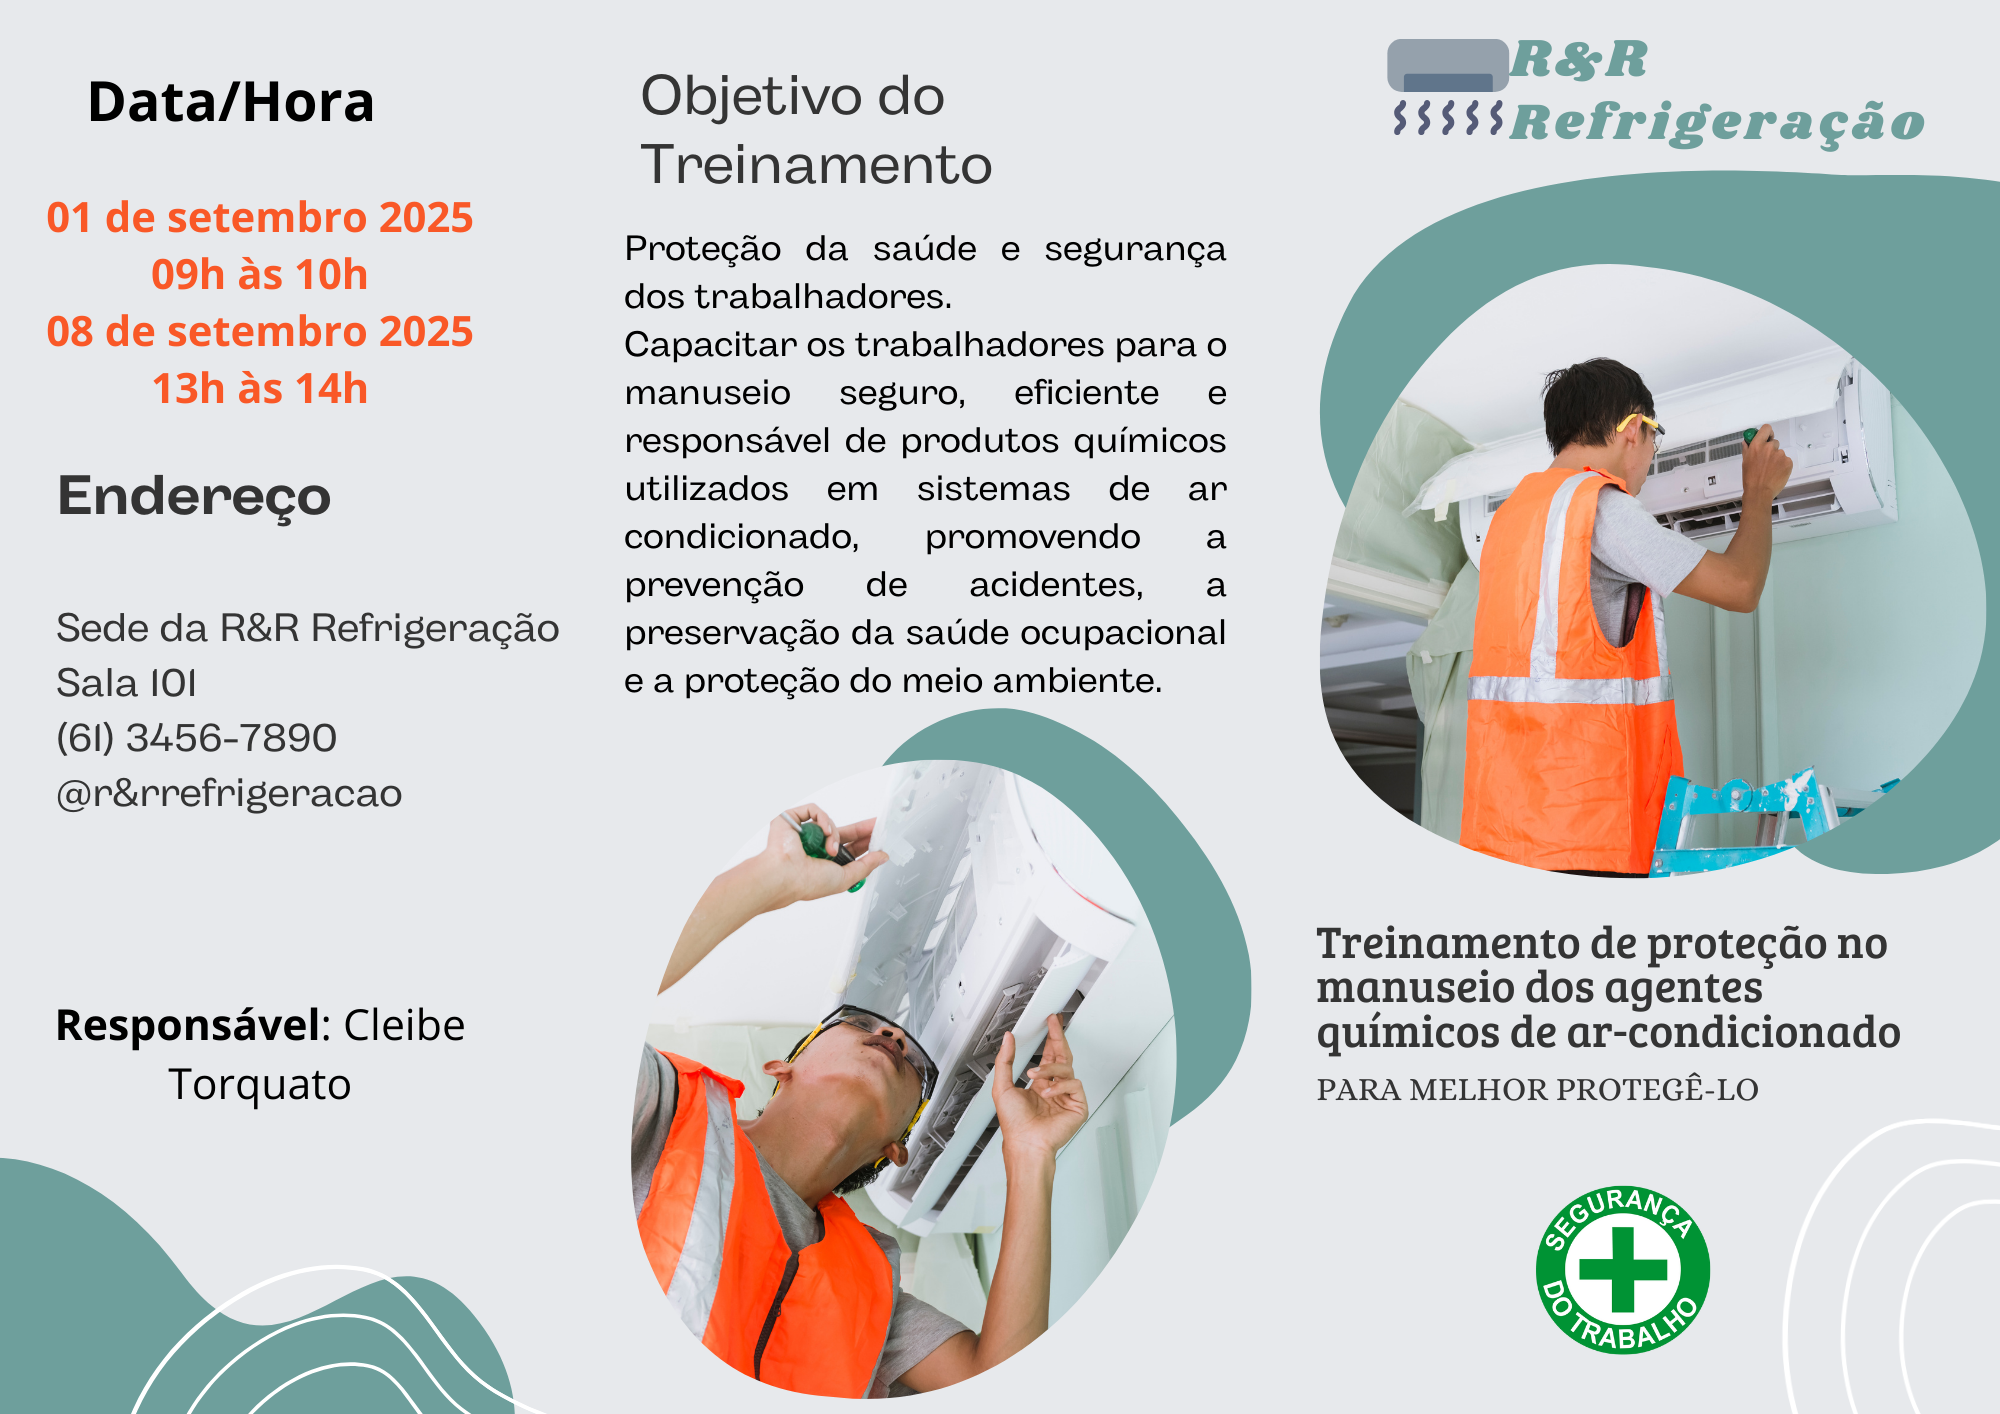 Data/Hora
01 de setembro 2025
09h às 10h
08 de setembro 2025
13h às 14h
Endereço
Sede da R&R Refrigeração
Sala 101
(61) 3456-7890
@r&rrefrigeracao
Responsável: Cleibe
Torquato
Objetivo do
Treinamento
Proteção da saúde e segurança
dos trabalhadores.
Capacitar os trabalhadores para o
manuseio seguro, eficiente e
responsável de produtos químicos
utilizados em sistemas de ar
condicionado, promovendo a
prevenção de acidentes, a
preservação da saúde ocupacional
e a proteção do meio ambiente.
R&R
Refrigeração
Treinamento de proteção no
manuseio dos agentes
químicos de ar-condicionado
PARA MELHOR PROTEGÊ-LO
SEGURANÇA
DO TRABALHO